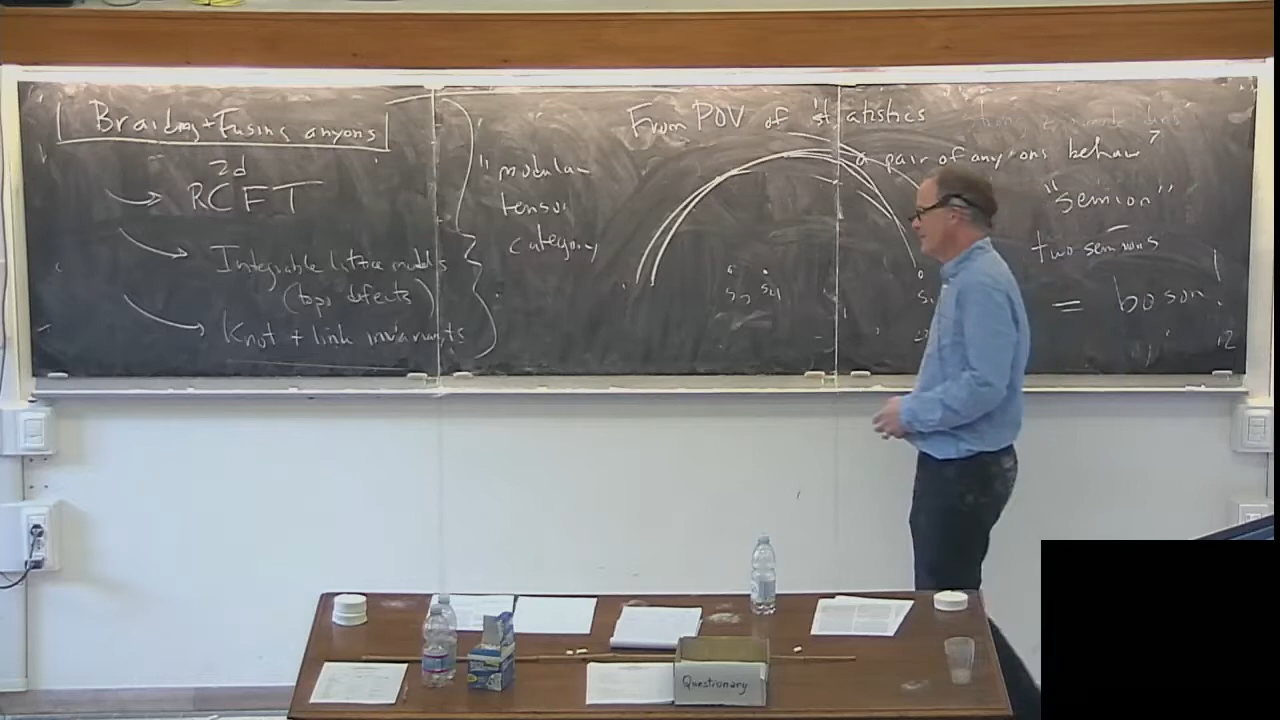 Braiding + Fusing anyons
2d
RCFT
Integrable lattice models
(topo defects)
Knot + link invariants
"modular
tensor
category
From POV of statistics
a pair of anyons behav
"semion"
two semions
= boson!
Questionary